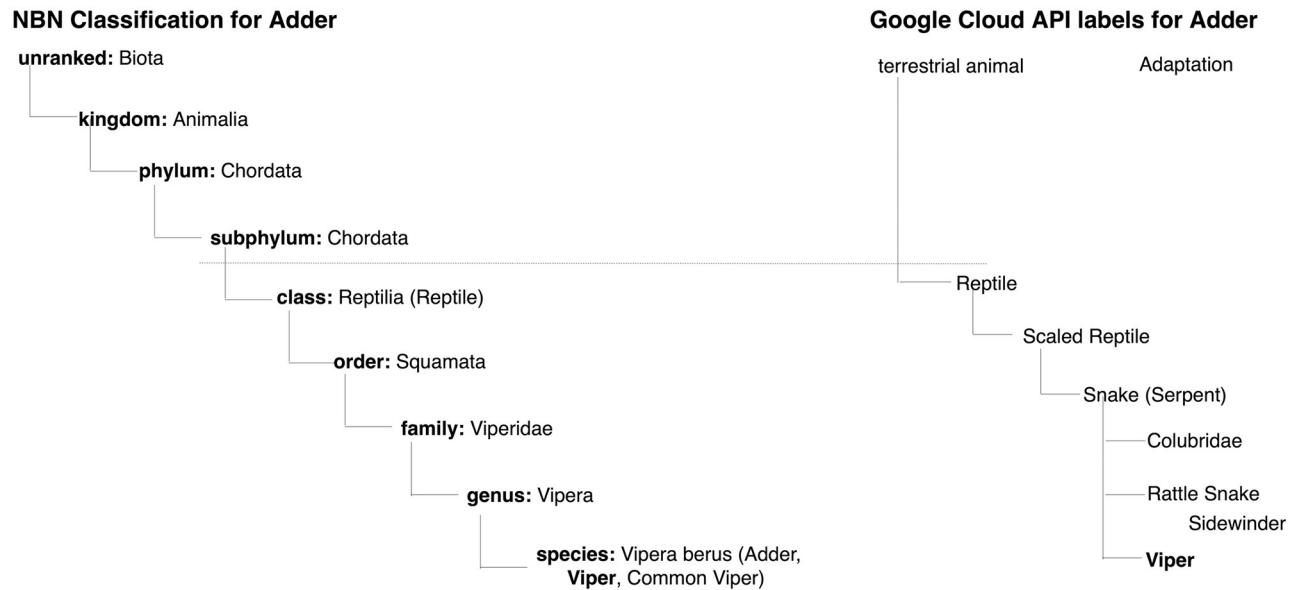 NBN Classification for Adder
unranked: Biota
kingdom: Animalia
phylum: Chordata
subphylum: Chordata
class: Reptilia (Reptile)
order: Squamata
family: Viperidae
genus: Vipera
species: Vipera berus (Adder,
Viper, Common Viper)
Google Cloud API labels for Adder
terrestrial animal
Adaptation
Reptile
Scaled Reptile
Snake (Serpent)
Colubridae
Rattle Snake
Sidewinder
Viper